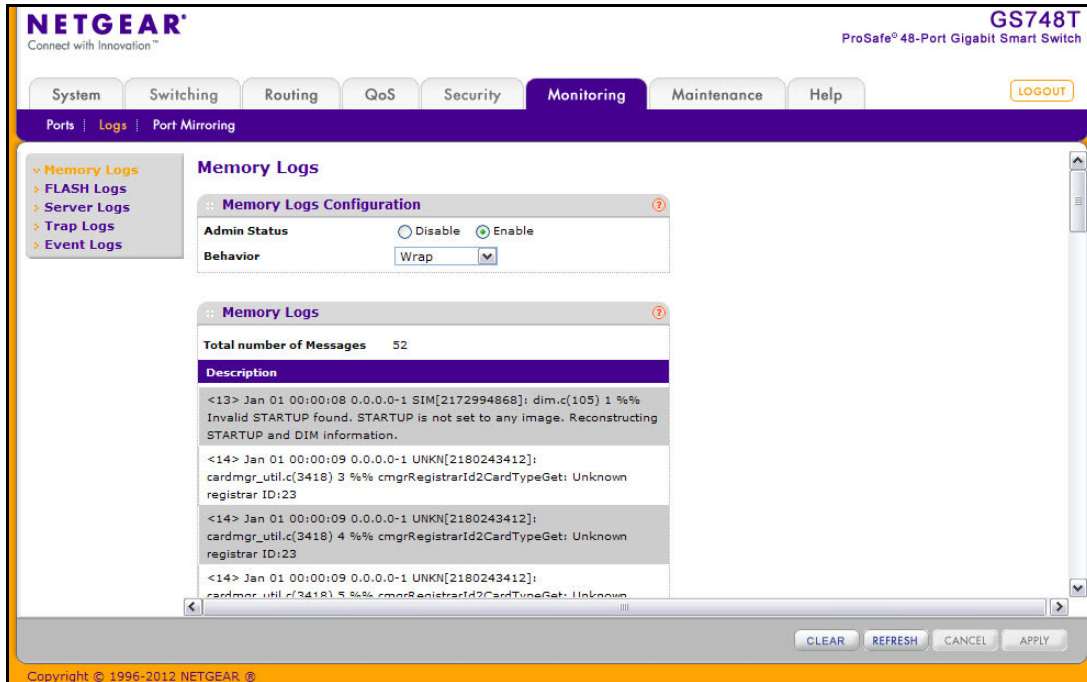 NETGEAR®
Connect with Innovation™
GS748T
ProSafe® 48-Port Gigabit Smart Switch
System
Switching
Routing
QoS
Security
Monitoring
Maintenance
Help
LOGOUT
Ports | Logs | Port Mirroring
Memory Logs
FLASH Logs
Server Logs
Trap Logs
Event Logs
Memory Logs
Memory Logs Configuration
?
Admin Status Disable Enable
Behavior Wrap
Memory Logs
?
Total number of Messages 52
Description
<13> Jan 01 00:00:08 0.0.0.0-1 SIM[2172994868]: dim.c(105) 1 %%
Invalid STARTUP found. STARTUP is not set to any image. Reconstructing
STARTUP and DIM information.
<14> Jan 01 00:00:09 0.0.0.0-1 UNKN[2180243412]:
cardmgr_util.c(3418) 3 %% cmgrRegistrarId2CardTypeGet: Unknown
registrar ID:23
<14> Jan 01 00:00:09 0.0.0.0-1 UNKN[2180243412]:
cardmgr_util.c(3418) 4 %% cmgrRegistrarId2CardTypeGet: Unknown
registrar ID:23
<14> Jan 01 00:00:09 0.0.0.0-1 UNKN[2180243412]:
cardmgr_util.c(3418) 5 %% cmgrRegistrarId2CardTypeGet: Unknown
CLEAR
REFRESH
CANCEL
APPLY
Copyright © 1996-2012 NETGEAR ®